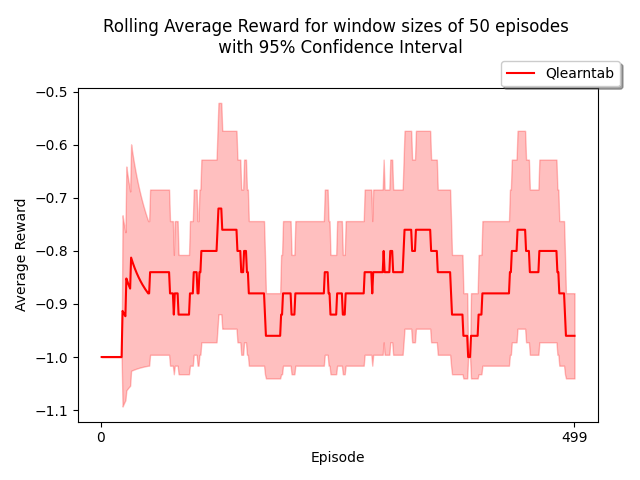 Rolling Average Reward for window sizes of 50 episodes
with 95% Confidence Interval
Qlearntab
−0.5
−0.6
−0.7
−0.8
−0.9
−1.0
−1.1
Average Reward
0
499
Episode